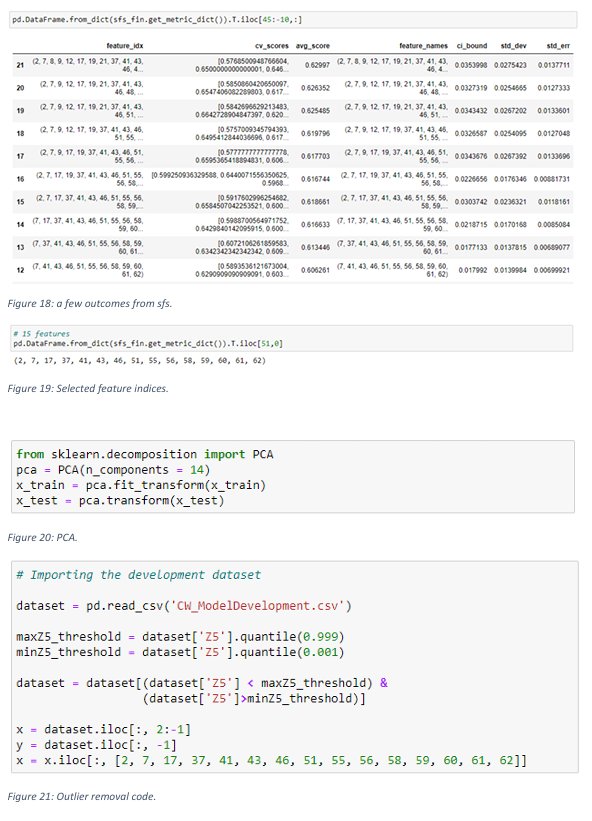 pd.DataFrame.from_dict(sfs_fin.get_metric_dict()).T.iloc[45:-10,:]
feature_idx cv_scores avg_score feature_names ci_bound std_dev std_err
21 (2, 7, 8, 9, 12, 17, 19, 21, 37, 41, 43, 46, 4... [0.5768500948766604, 0.6500000000000001, 0.646... 0.62997 (2, 7, 8, 9, 12, 17, 19, 21, 37, 41, 43, 46, 4... 0.0353998 0.0275423 0.0137711
20 (2, 7, 9, 12, 17, 19, 21, 37, 41, 43, 46, 48, ... [0.5850860420650097, 0.6547406082289803, 0.617... 0.626352 (2, 7, 9, 12, 17, 19, 21, 37, 41, 43, 46, 48, ... 0.0327319 0.0254665 0.0127333
19 (2, 7, 9, 12, 17, 19, 21, 37, 41, 43, 46, 51, ... [0.5842696629213483, 0.6642728904847397, 0.620... 0.625485 (2, 7, 9, 12, 17, 19, 21, 37, 41, 43, 46, 51, ... 0.0343432 0.0267202 0.0133601
18 (2, 7, 9, 12, 17, 19, 37, 41, 43, 46, 51, 55, ... [0.5757009345794393, 0.6495412844036696, 0.617... 0.619796 (2, 7, 9, 12, 17, 19, 37, 41, 43, 46, 51, 55, ... 0.0326587 0.0254095 0.0127048
17 (2, 7, 9, 17, 19, 37, 41, 43, 46, 51, 55, 56, ... [0.5777777777777778, 0.6595365418894831, 0.606... 0.617703 (2, 7, 9, 17, 19, 37, 41, 43, 46, 51, 55, 56, ... 0.0343676 0.0267392 0.0133696
16 (2, 7, 17, 19, 37, 41, 43, 46, 51, 55, 56, 58,... [0.599250936329588, 0.6440071556350625, 0.5968... 0.616744 (2, 7, 17, 19, 37, 41, 43, 46, 51, 55, 56, 58,... 0.0226656 0.0176346 0.00881731
15 (2, 7, 17, 37, 41, 43, 46, 51, 55, 56, 58, 59,... [0.5917602996254682, 0.6584507042253521, 0.600... 0.618661 (2, 7, 17, 37, 41, 43, 46, 51, 55, 56, 58, 59,... 0.0303742 0.0236321 0.0118161
14 (7, 17, 37, 41, 43, 46, 51, 55, 56, 58, 59, 60... [0.5988700564971752, 0.6429840142095915, 0.600... 0.616633 (7, 17, 37, 41, 43, 46, 51, 55, 56, 58, 59, 60... 0.0218715 0.0170168 0.0085084
13 (7, 37, 41, 43, 46, 51, 55, 56, 58, 59, 60, 61... [0.6072106261859583, 0.6342342342342342, 0.609... 0.613446 (7, 37, 41, 43, 46, 51, 55, 56, 58, 59, 60, 61... 0.0177133 0.0137815 0.00689077
12 (7, 41, 43, 46, 51, 55, 56, 58, 59, 60, 61, 62) [0.5893536121673004, 0.6290909090909091, 0.603... 0.606261 (7, 41, 43, 46, 51, 55, 56, 58, 59, 60, 61, 62) 0.017992 0.0139984 0.00699921
Figure 18: a few outcomes from sfs.
# 15 features
pd.DataFrame.from_dict(sfs_fin.get_metric_dict()).T.iloc[51,0]
(2, 7, 17, 37, 41, 43, 46, 51, 55, 56, 58, 59, 60, 61, 62)
Figure 19: Selected feature indices.
from sklearn.decomposition import PCA
pca = PCA(n_components = 14)
x_train = pca.fit_transform(x_train)
x_test = pca.transform(x_test)
Figure 20: PCA.
# Importing the development dataset
dataset = pd.read_csv('CW_ModelDevelopment.csv')
maxZ5_threshold = dataset['Z5'].quantile(0.999)
minZ5_threshold = dataset['Z5'].quantile(0.001)
dataset = dataset[(dataset['Z5'] < maxZ5_threshold) &
(dataset['Z5']>minZ5_threshold)]
x = dataset.iloc[:, 2:-1]
y = dataset.iloc[:, -1]
x = x.iloc[:, [2, 7, 17, 37, 41, 43, 46, 51, 55, 56, 58, 59, 60, 61, 62]]
Figure 21: Outlier removal code.